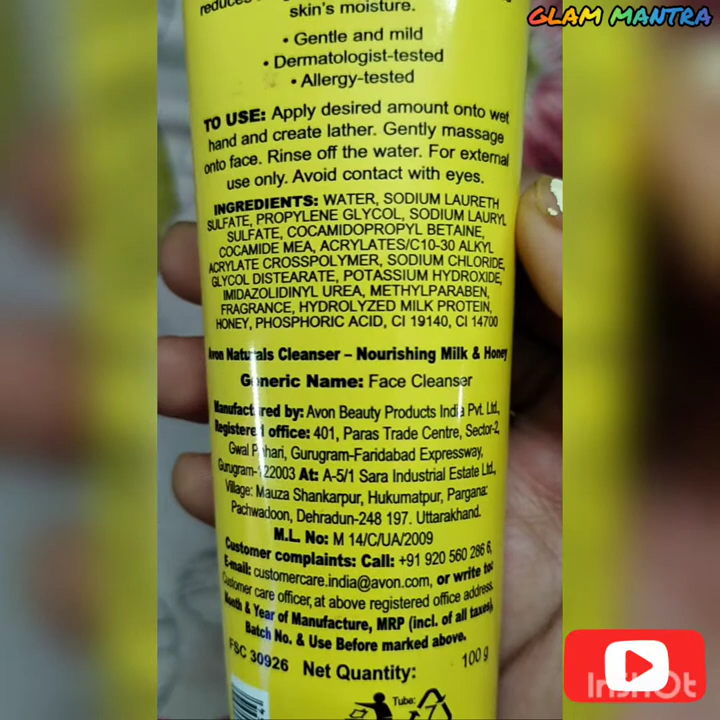 GLAM MANTRA
reduces
skin's moisture.
• Gentle and mild
• Dermatologist-tested
• Allergy-tested
TO USE: Apply desired amount onto wet
hand and create lather. Gently massage
onto face. Rinse off the water. For external
use only. Avoid contact with eyes.
INGREDIENTS: WATER, SODIUM LAURETH
SULFATE, PROPYLENE GLYCOL, SODIUM LAURYL
SULFATE, COCAMIDOPROPYL BETAINE,
COCAMIDE MEA, ACRYLATES/C10-30 ALKYL
ACRYLATE CROSSPOLYMER, SODIUM CHLORIDE,
GLYCOL DISTEARATE, POTASSIUM HYDROXIDE,
IMIDAZOLIDINYL UREA, METHYLPARABEN,
FRAGRANCE, HYDROLYZED MILK PROTEIN,
HONEY, PHOSPHORIC ACID, CI 19140, CI 14700
Avon Naturals Cleanser – Nourishing Milk & Honey
Generic Name: Face Cleanser
Manufactured by: Avon Beauty Products India Pvt. Ltd.,
Registered office: 401, Paras Trade Centre, Sector-2,
Gwal Pahari, Gurugram-Faridabad Expressway,
Gurugram-122003 At: A-5/1 Sara Industrial Estate Ltd.,
Village: Mauza Shankarpur, Hukumatpur, Pargana:
Pachwadoon, Dehradun-248 197. Uttarakhand.
M.L. No: M 14/C/UA/2009
Customer complaints: Call: +91 920 560 286 6,
E-mail: customercare.india@avon.com, or write to:
Customer care officer, at above registered office address.
Month & Year of Manufacture, MRP (incl. of all taxes),
Batch No. & Use Before marked above.
FSC 30926 Net Quantity: 100 g
Tube:
7
InShOt